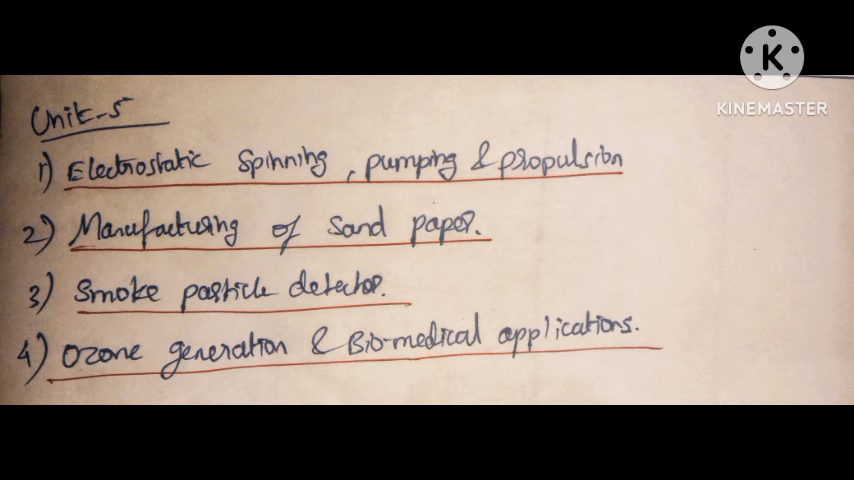 K
KINEMASTER
Unit-5
1) Electrostatic Spinning, pumping & propulsion
2) Manufacturing of Sand paper.
3) Smoke particle detector.
4) Ozone generation & Bio-medical applications.